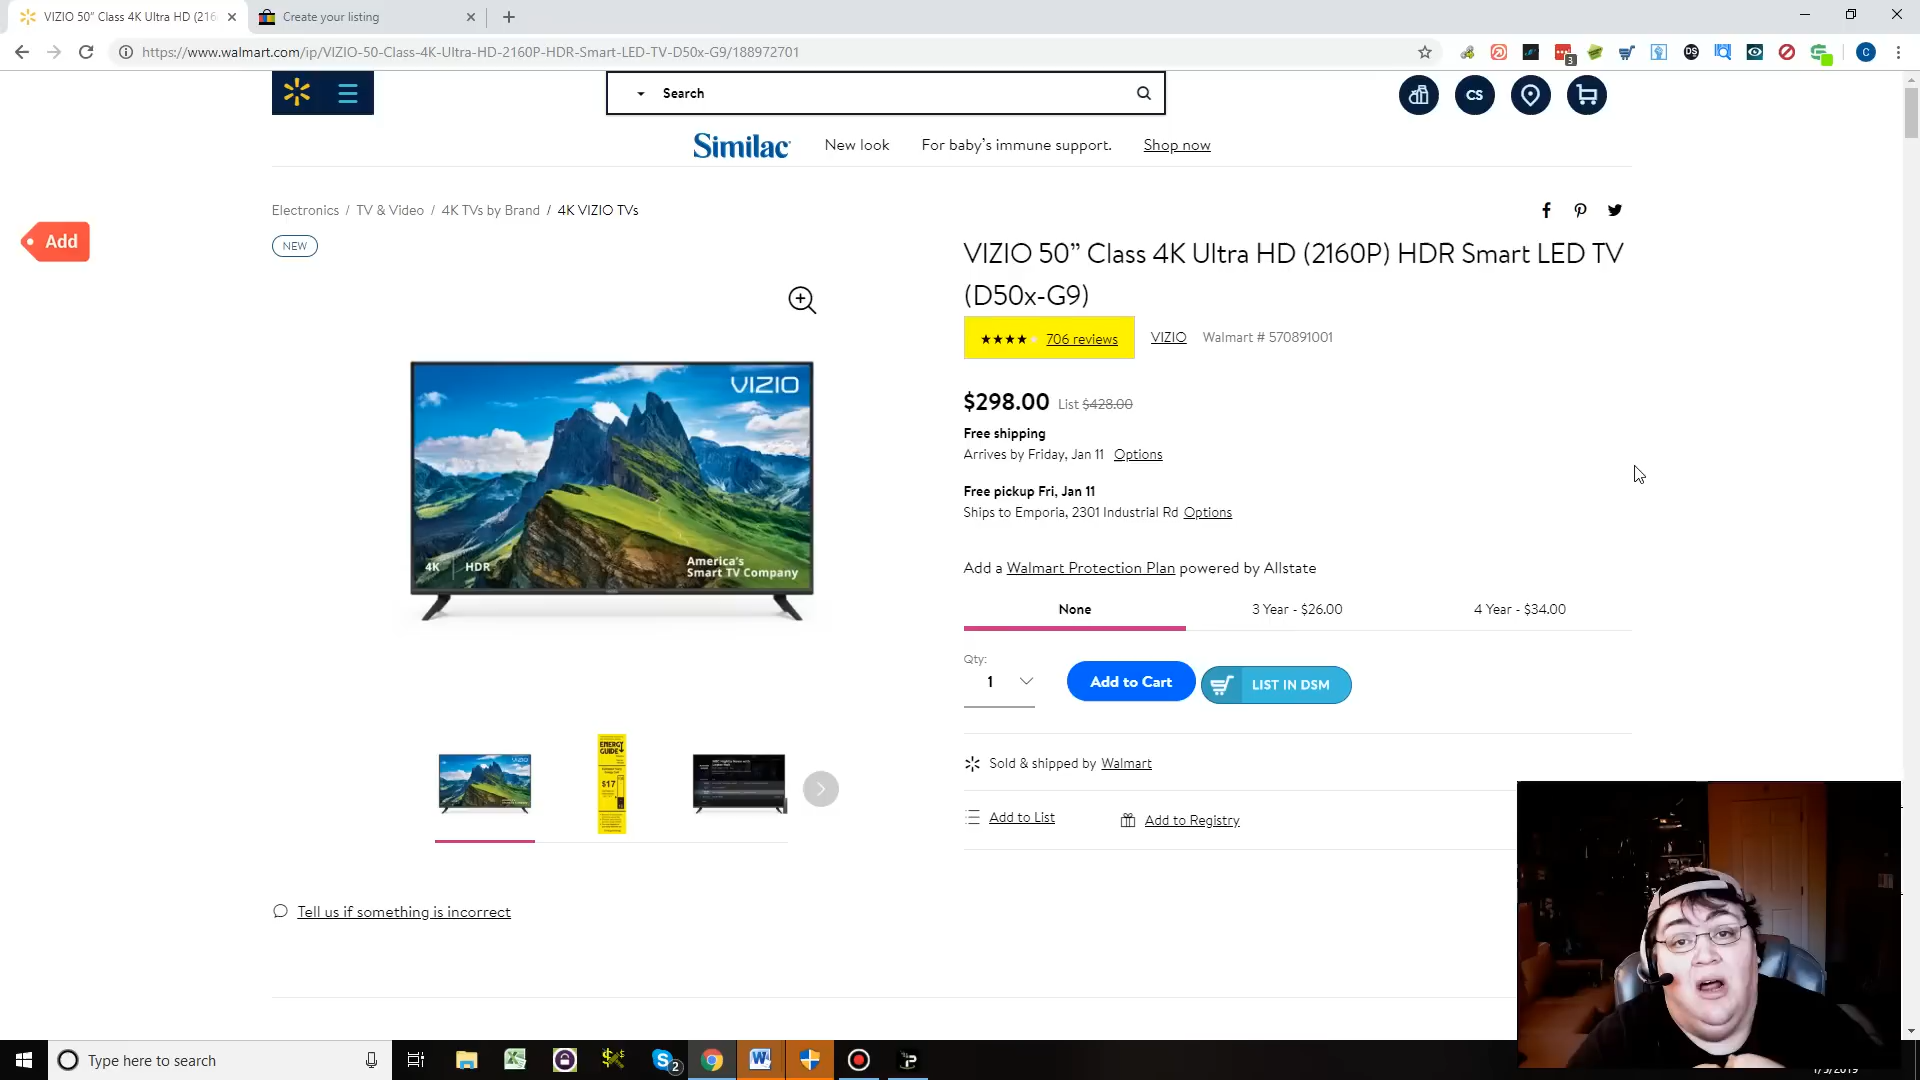 VIZIO 50" Class 4K Ultra HD (216
Create your listing
https://www.walmart.com/ip/VIZIO-50-Class-4K-Ultra-HD-2160P-HDR-Smart-LED-TV-D50x-G9/188972701
3
DS
C
Search
CS
Similac New look For baby's immune support. Shop now
Electronics / TV & Video / 4K TVs by Brand / 4K VIZIO TVs
Add
NEW
VIZIO 50” Class 4K Ultra HD (2160P) HDR Smart LED TV
(D50x-G9)
706 reviews VIZIO Walmart # 570891001
$298.00 List $428.00
Free shipping
Arrives by Friday, Jan 11 Options
Free pickup Fri, Jan 11
Ships to Emporia, 2301 Industrial Rd Options
VIZIO
4K HDR
America's
Smart TV Company
Add a Walmart Protection Plan powered by Allstate
None 3 Year - $26.00 4 Year - $34.00
Qty:
1 Add to Cart LIST IN DSM
ENERGY
GUIDE
$17
Sold & shipped by Walmart
Add to List Add to Registry
Tell us if something is incorrect
Type here to search
2